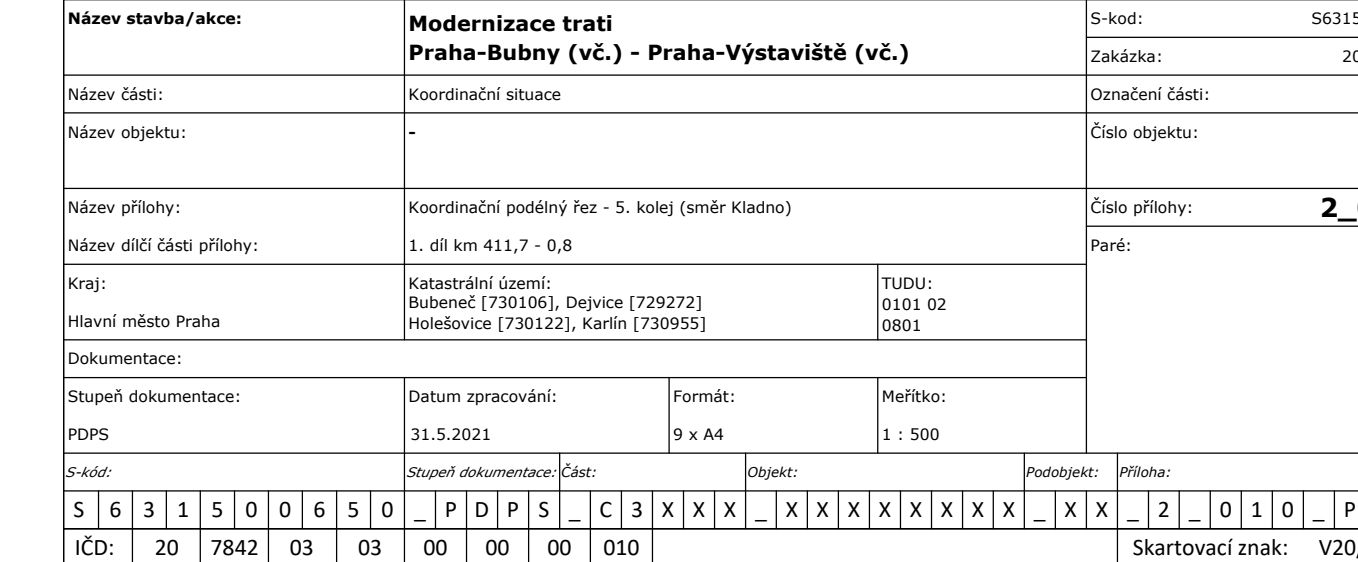 Název stavba/akce: Modernizace trati S-kod: S6315
Praha-Bubny (vč.) - Praha-Výstaviště (vč.) Zakázka: 20
Název části: Koordinační situace Označení části:
Název objektu: - Číslo objektu:
Název přílohy: Koordinační podélný řez - 5. kolej (směr Kladno) Číslo přílohy: 2_
Název dílčí části přílohy: 1. díl km 411,7 - 0,8 Paré:
Kraj: Katastrální území: TUDU:
Bubeneč [730106], Dejvice [729272] 0101 02
Hlavní město Praha Holešovice [730122], Karlín [730955] 0801
Dokumentace:
Stupeň dokumentace: Datum zpracování: Formát: Meřítko:
PDPS 31.5.2021 9 x A4 1 : 500
S-kód: Stupeň dokumentace: Část: Objekt: Podobjekt: Příloha:
S 6 3 1 5 0 0 6 5 0 _ P D P S _ C 3 X X X _ X X X X X X X X _ X X _ 2 _ 0 1 0 _ P
IČD: 20 7842 03 03 00 00 00 010 Skartovací znak: V20,